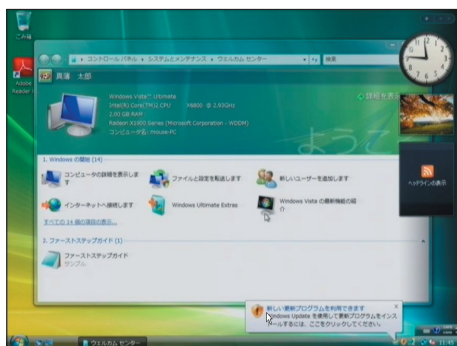 ごみ箱
Adobe
Reader
コントロール パネル ▸ システムとメンテナンス ▸ ウェルカム センター
検索
太郎
Windows Vista™ Ultimate
Intel(R) Core(TM)2 CPU X6800 @ 2.93GHz
2.00 GB RAM
Radeon X1900 Series (Microsoft Corporation - WDDM)
コンピュータ名: mouse-PC
詳細を表示
ようこそ
1. Windows の開始 (14)
コンピュータの詳細を表示しま
す
ファイルと設定を転送します
新しいユーザーを追加します
インターネットへ接続します
Windows Ultimate Extras
Windows Vista の最新機能の紹
介
すべての 14 個の項目の表示...
2. ファーストステップガイド (1)
ファーストステップガイド
サンプル
ヘッドラインの表示
新しい更新プログラムを利用できます
Windows Update を使用して更新プログラムをインス
トールするには、ここをクリックしてください。
ウェルカム センター
11:45